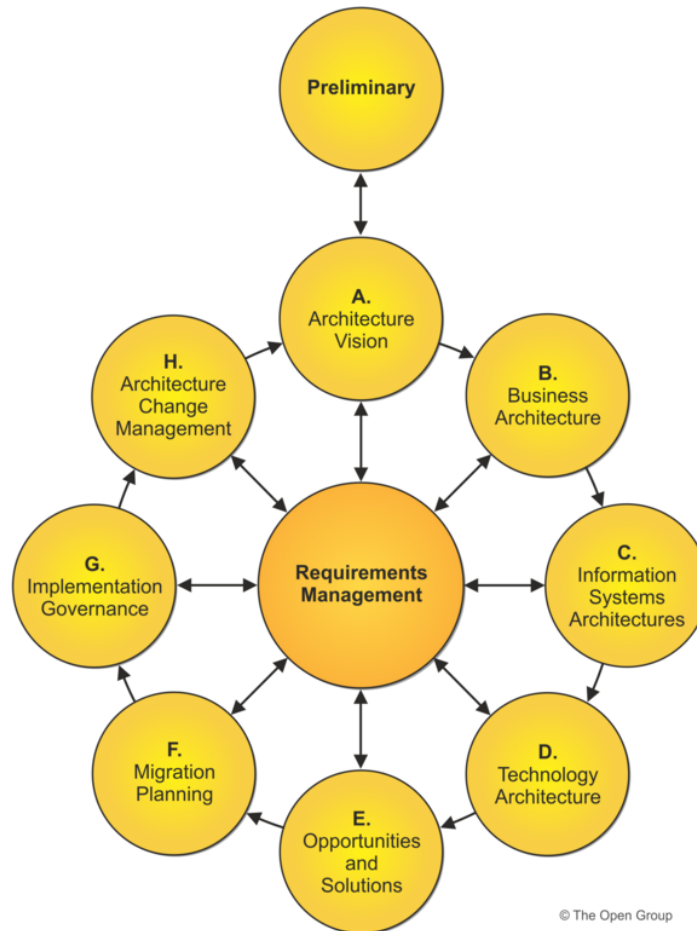 Preliminary
A.
Architecture
Vision
B.
Business
Architecture
C.
Information
Systems
Architectures
D.
Technology
Architecture
E.
Opportunities
and
Solutions
F.
Migration
Planning
G.
Implementation
Governance
H.
Architecture
Change
Management
Requirements
Management
© The Open Group